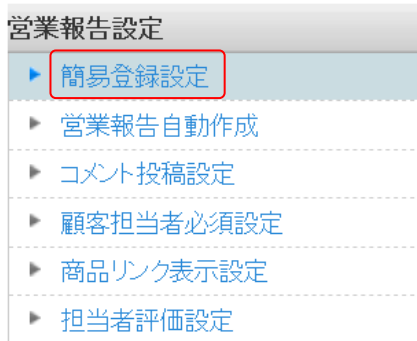 営業報告設定
簡易登録設定
営業報告自動作成
コメント投稿設定
顧客担当者必須設定
商品リンク表示設定
担当者評価設定